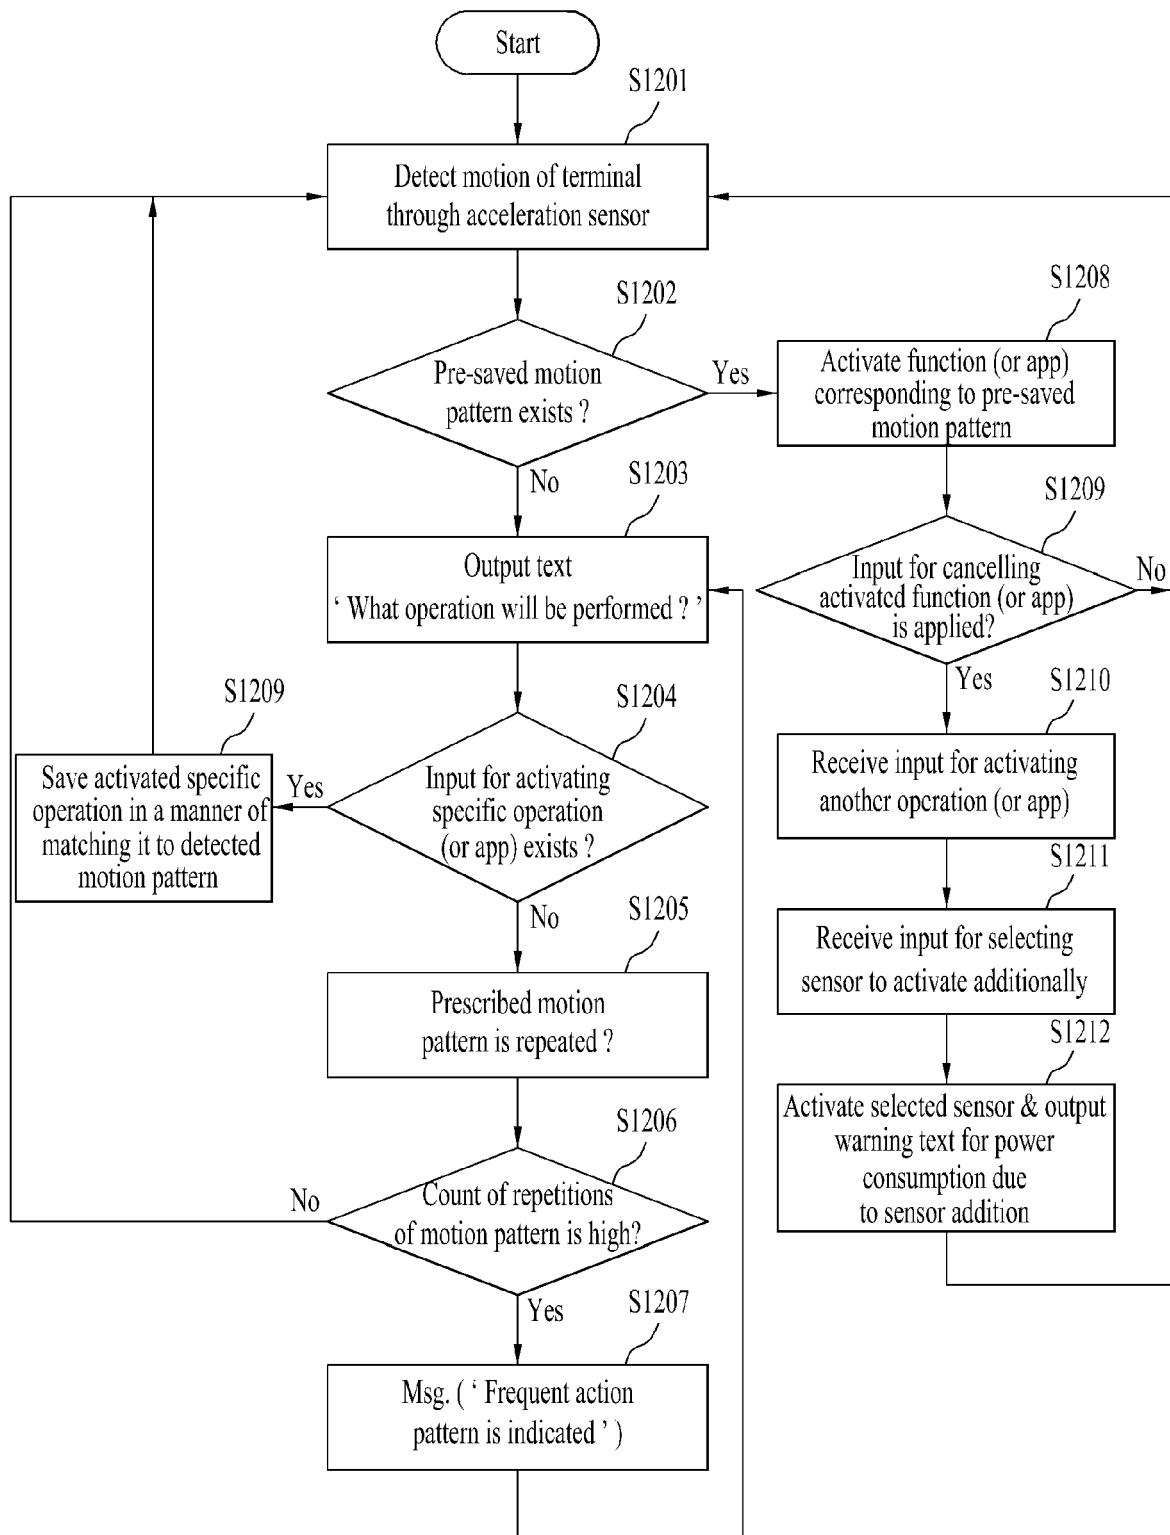 Start
S1201
Detect motion of terminal
through acceleration sensor
S1202
Pre-saved motion
pattern exists ?
Yes
No
S1208
Activate function (or app)
corresponding to pre-saved
motion pattern
S1203
Output text
‘ What operation will be performed ? ’
S1209
Input for cancelling
activated function (or app)
is applied?
No
Yes
S1209
Save activated specific
operation in a manner of
matching it to detected
motion pattern
S1204
Input for activating
specific operation
(or app) exists ?
Yes
No
S1210
Receive input for activating
another operation (or app)
S1205
Prescribed motion
pattern is repeated ?
S1211
Receive input for selecting
sensor to activate additionally
S1206
Count of repetitions
of motion pattern is high?
No
Yes
S1212
Activate selected sensor & output
warning text for power
consumption due
to sensor addition
S1207
Msg. ( ‘ Frequent action
pattern is indicated ’ )